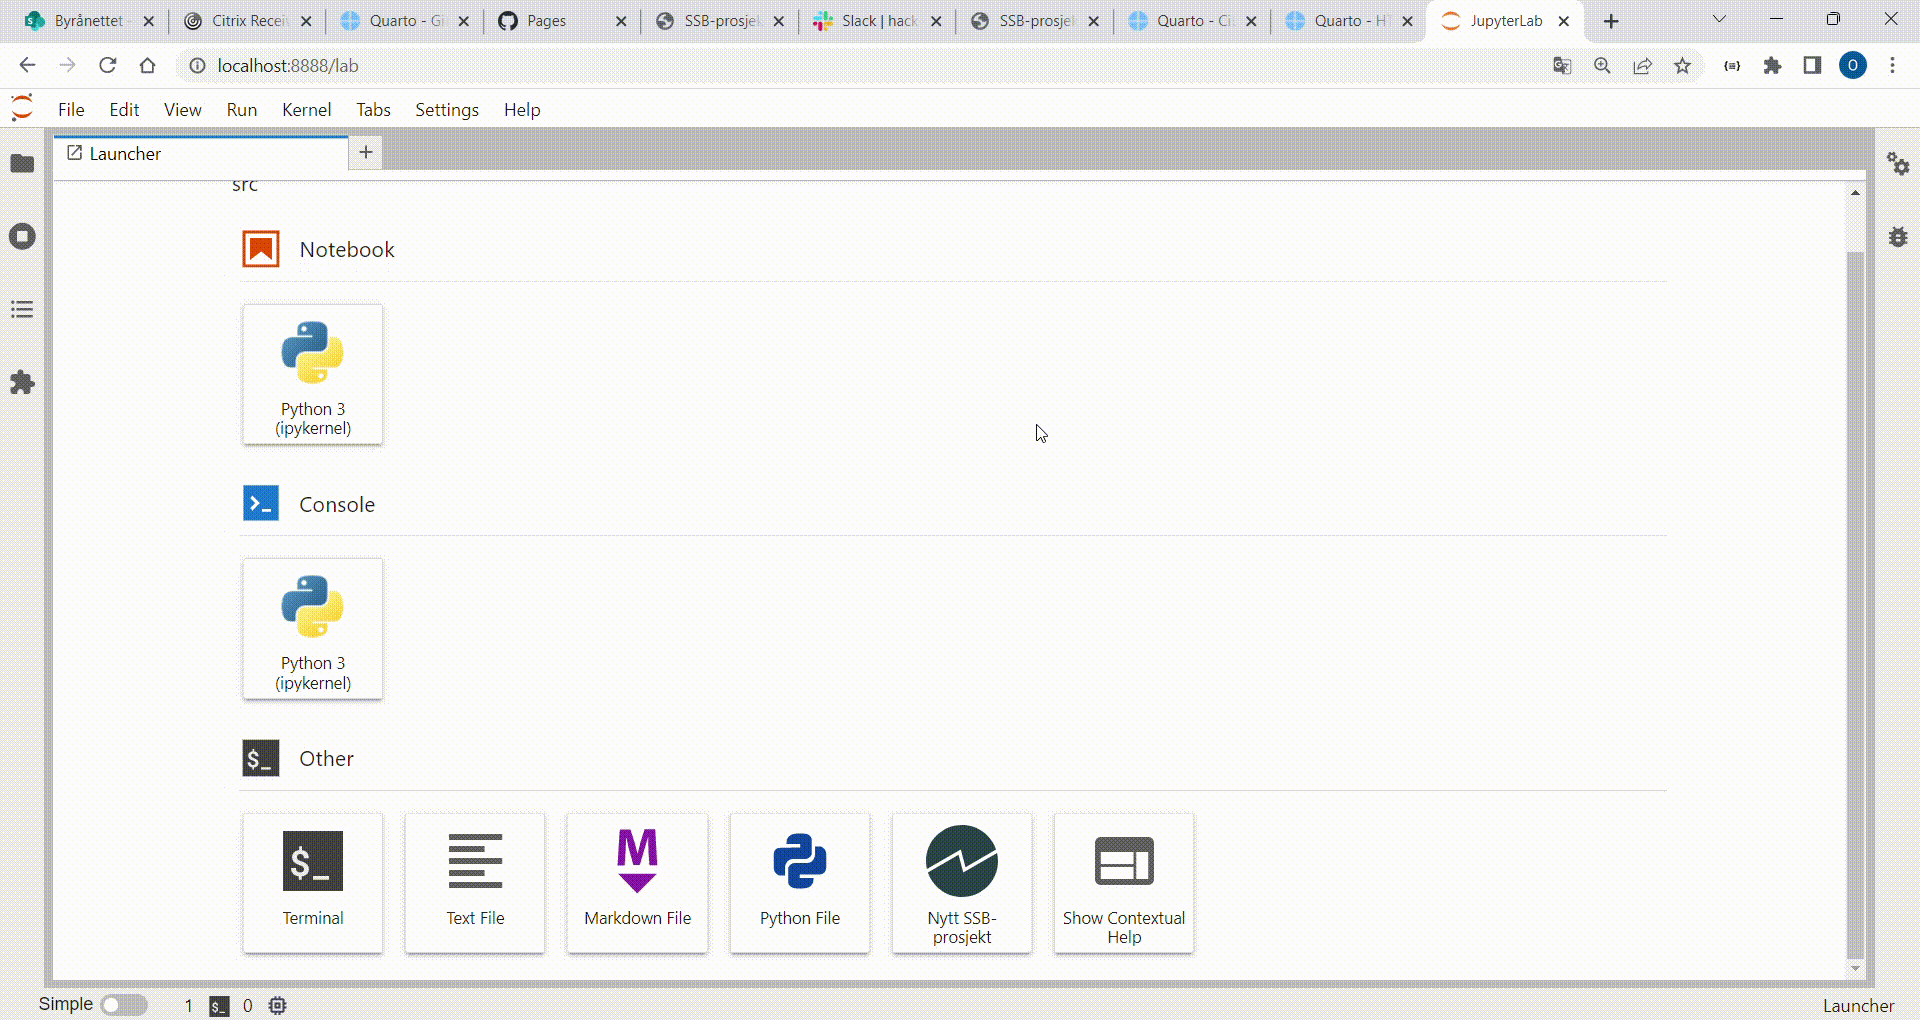 Byrånettet -
Citrix Recei
Quarto - Gi
Pages
SSB-prosjek
Slack | hack
SSB-prosjek
Quarto - Ci
Quarto - HT
JupyterLab
localhost:8888/lab
O
File Edit View Run Kernel Tabs Settings Help
Launcher
src
Notebook
Python 3
(ipykernel)
Console
Python 3
(ipykernel)
Other
$_
Terminal
Text File
M
Markdown File
Python File
Nytt SSB-
prosjekt
Show Contextual
Help
Simple 1 $_ 0
Launcher